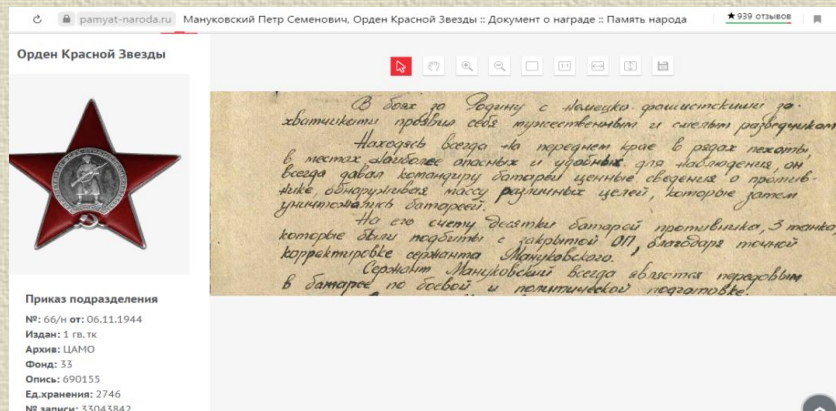 pamyat-naroda.ru Мануковский Петр Семенович, Орден Красной Звезды :: Документ о награде :: Память народа ★939 отзывов
Орден Красной Звезды
1:1
В боях за Родину с немецко-фашистскими за-
хватчиками проявил себя мужественным и смелым разведчиком
Находясь всегда на переднем крае в рядах пехоты,
в местах наиболее опасных и удобных для наблюдения, он
всегда давал командиру батареи ценные сведения о против-
нике, обнаруживая массу различных целей, которые затем
уничтожались батареей.
На его счету десятки батарей противника, 3 танка,
которые были подбиты с закрытой ОП, благодаря точной
корректировке сержанта Мануковского.
Сержант Мануковский всегда является передовым
в батарее по боевой и политической подготовке.
Приказ подразделения
№: 66/н от: 06.11.1944
Издан: 1 гв. тк
Архив: ЦАМО
Фонд: 33
Опись: 690155
Ед.хранения: 2746
№ записи: 33043842